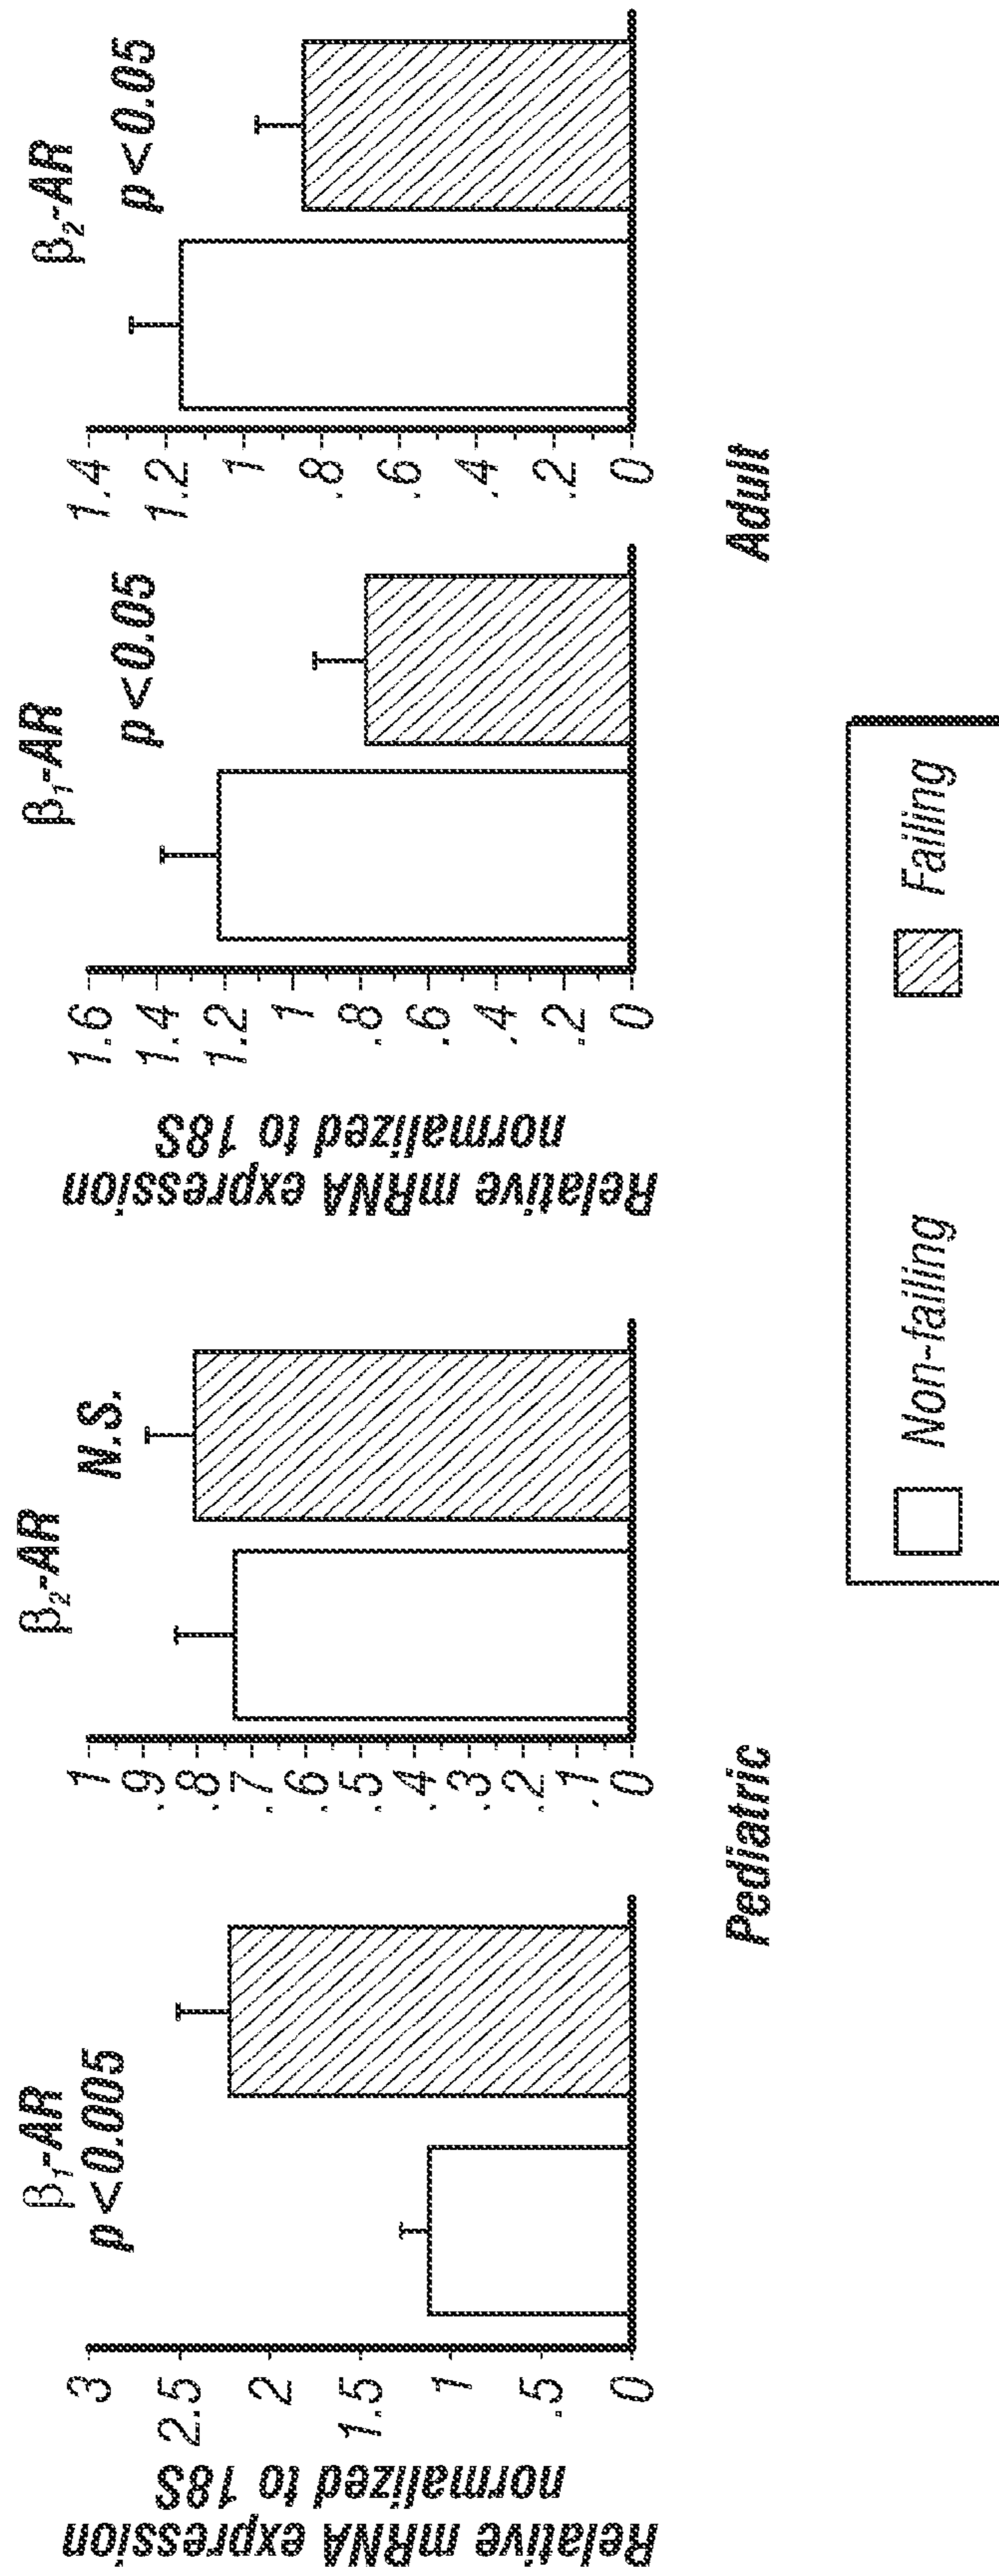 β₁-AR
p<0.005
Relative mRNA expression
normalized to 18S
3
2.5
2
1.5
1
.5
0
β₂-AR
N.S.
1
.9
.8
.7
.6
.5
.4
.3
.2
.1
0
Pediatric
β₁-AR
p<0.05
Relative mRNA expression
normalized to 18S
1.6
1.4
1.2
1
.8
.6
.4
.2
0
β₂-AR
p<0.05
1.4
1.2
1
.8
.6
.4
.2
0
Adult
Non-failing
Failing